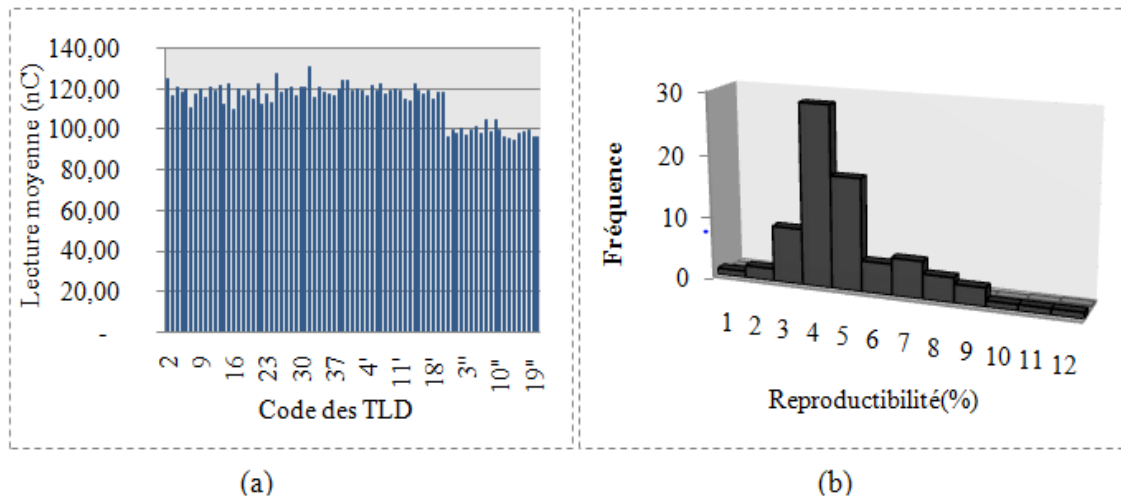 140,00
120,00
100,00
80,00
60,00
40,00
20,00
-
Lecture moyenne (nC)
2 9 16 23 30 37 4' 11' 18' 3" 10" 19"
Code des TLD
(a)
30
20
10
0
Fréquence
1 2 3 4 5 6 7 8 9 10 11 12
Reproductibilité(%)
(b)